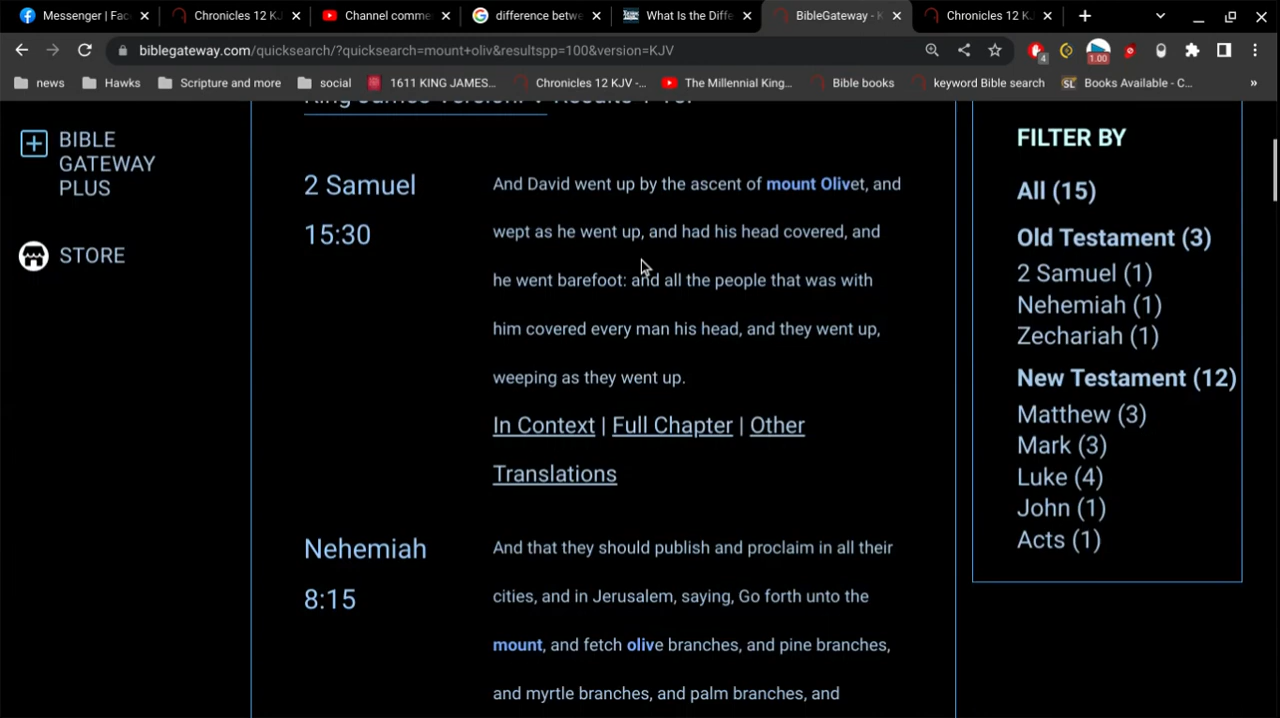 Messenger | Fac
Chronicles 12 KJ
Channel comme
difference betw
What Is the Diffe
BibleGateway - K
Chronicles 12 KJ
biblegateway.com/quicksearch/?quicksearch=mount+oliv&resultspp=100&version=KJV
4
1.00
news
Hawks
Scripture and more
social
1611 KING JAMES...
Chronicles 12 KJV -...
The Millennial King...
Bible books
keyword Bible search
SL Books Available - C...
»
BIBLE
GATEWAY
PLUS
STORE
2 Samuel
15:30
And David went up by the ascent of mount Olivet, and
wept as he went up, and had his head covered, and
he went barefoot: and all the people that was with
him covered every man his head, and they went up,
weeping as they went up.
In Context | Full Chapter | Other
Translations
Nehemiah
8:15
And that they should publish and proclaim in all their
cities, and in Jerusalem, saying, Go forth unto the
mount, and fetch olive branches, and pine branches,
and myrtle branches, and palm branches, and
FILTER BY
All (15)
Old Testament (3)
2 Samuel (1)
Nehemiah (1)
Zechariah (1)
New Testament (12)
Matthew (3)
Mark (3)
Luke (4)
John (1)
Acts (1)